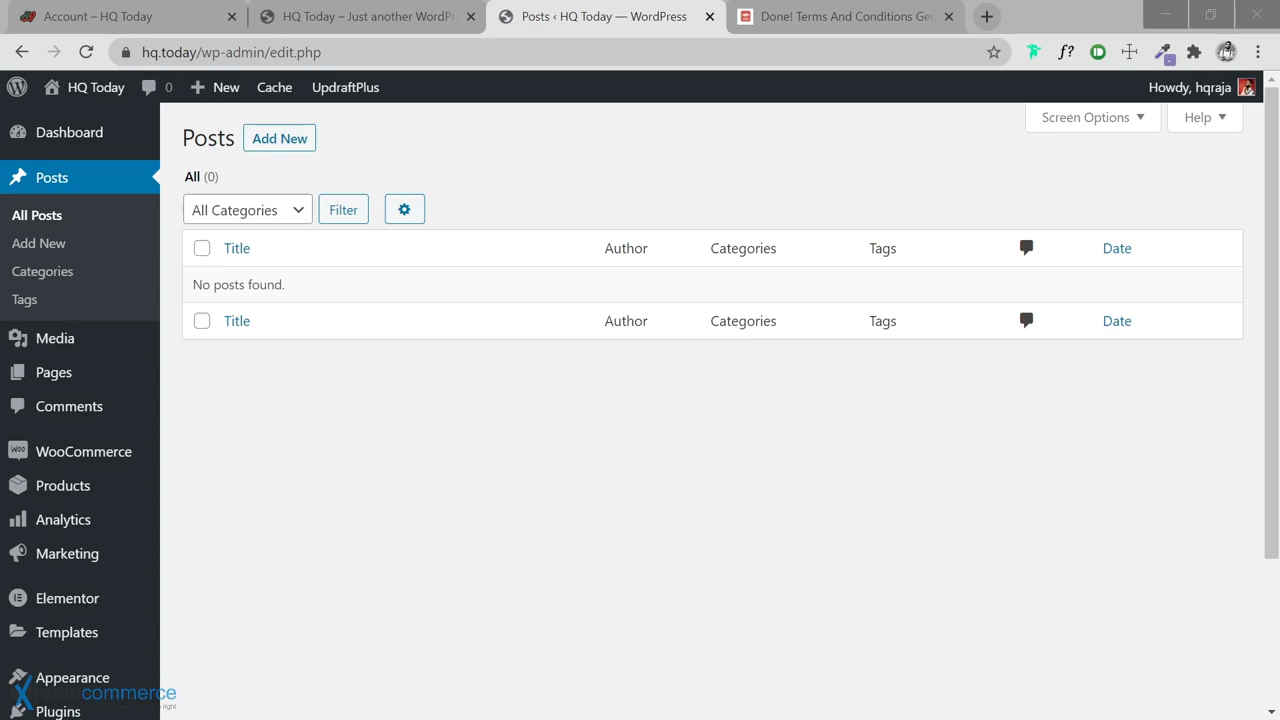 Account - HQ Today
HQ Today – Just another WordPr
Posts ‹ HQ Today — WordPress
Done! Terms And Conditions Gen
hq.today/wp-admin/edit.php
f?
HQ Today
0
New
Cache
UpdraftPlus
Howdy, hqraja
Dashboard
Posts
All Posts
Add New
Categories
Tags
Media
Pages
Comments
WooCommerce
Products
Analytics
Marketing
Elementor
Templates
Appearance
Plugins
Posts
Add New
Screen Options
Help
All (0)
All Categories
Filter
Title
Author
Categories
Tags
Date
No posts found.
Title
Author
Categories
Tags
Date
commerce
right